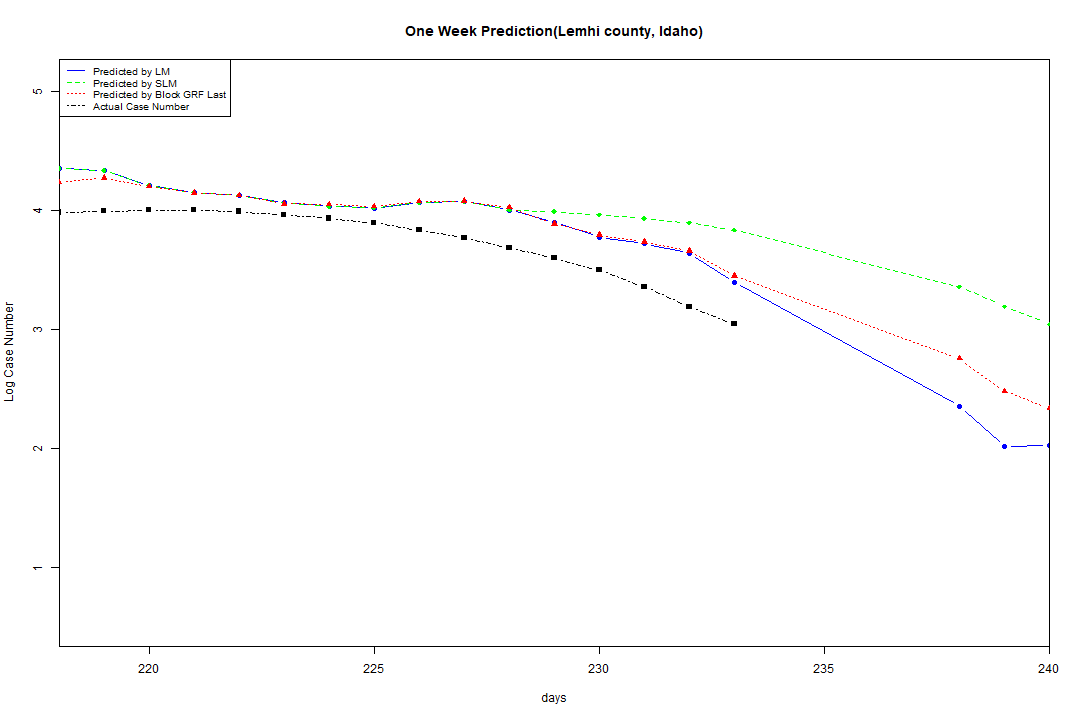 One Week Prediction(Lemhi county, Idaho)
Predicted by LM
Predicted by SLM
Predicted by Block GRF Last
Actual Case Number
5
4
3
2
1
Log Case Number
220 225 230 235 240
days